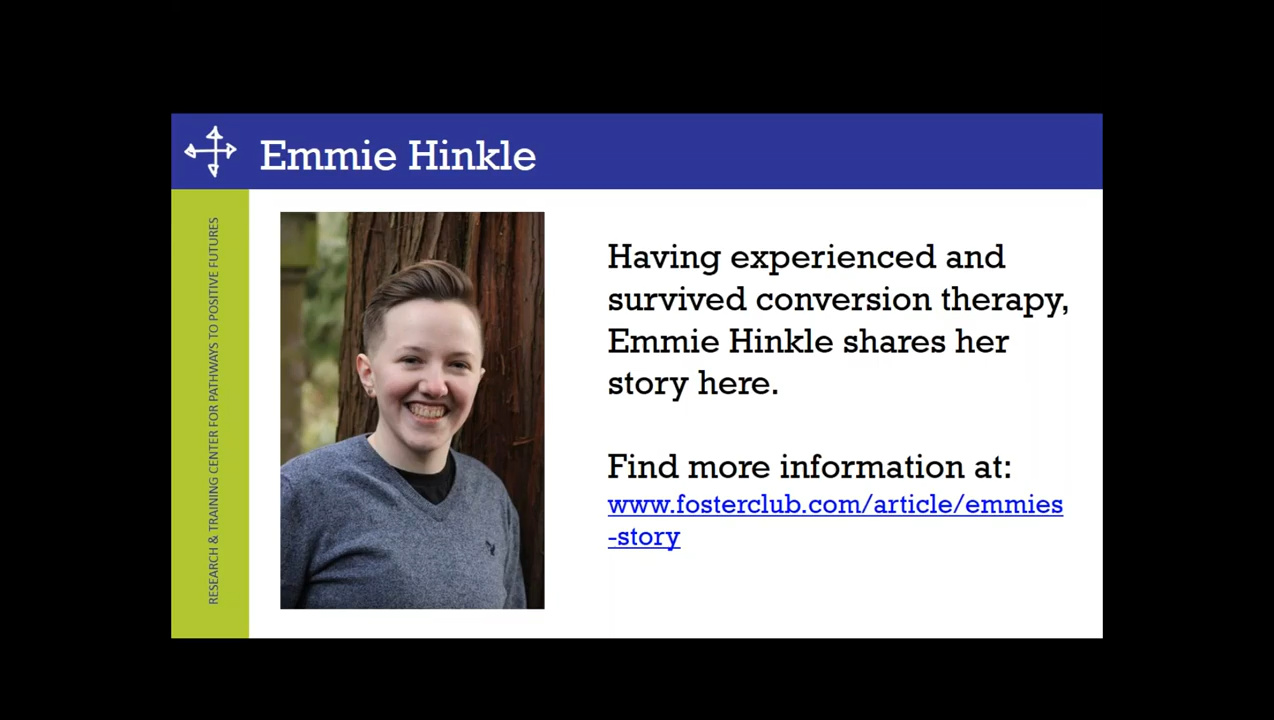 Emmie Hinkle
RESEARCH & TRAINING CENTER FOR PATHWAYS TO POSITIVE FUTURES
Having experienced and
survived conversion therapy,
Emmie Hinkle shares her
story here.
Find more information at:
www.fosterclub.com/article/emmies
-story